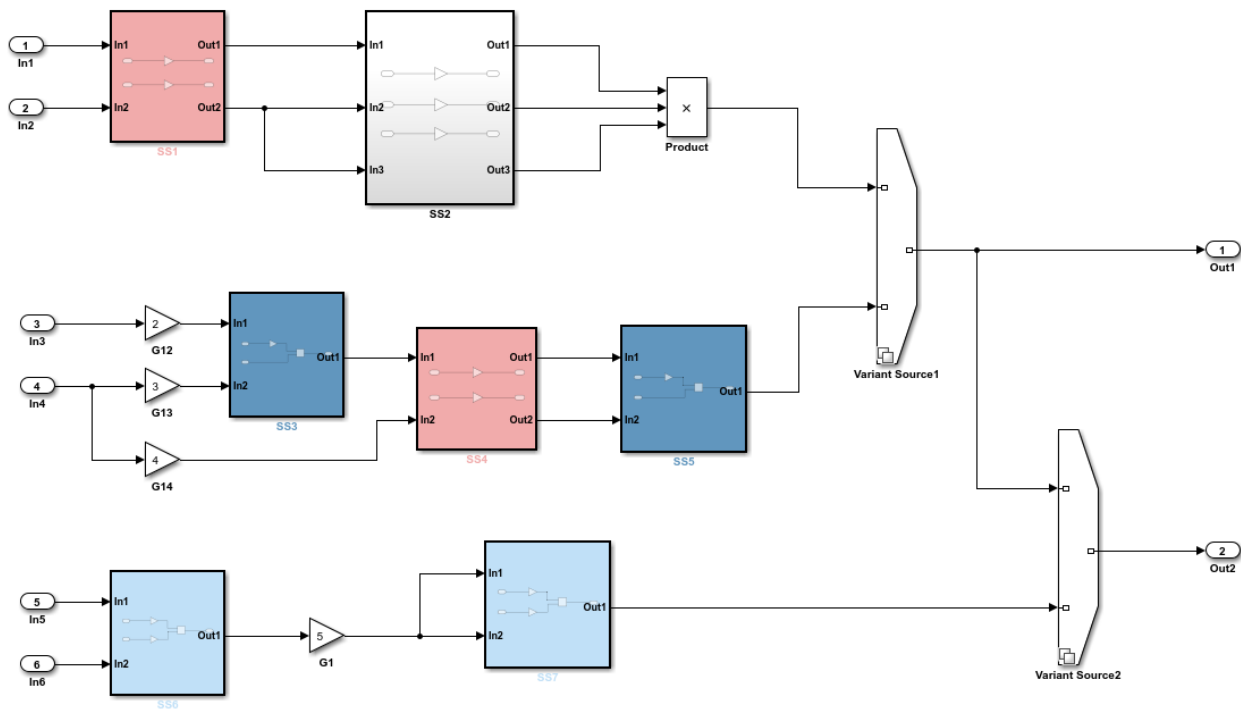 1
In1
2
In2
In1
In2
Out1
Out2
SS1
In1
In2
In3
Out1
Out2
Out3
SS2
×
Product
Variant Source1
1
Out1
3
In3
4
In4
2
G12
3
G13
4
G14
In1
In2
Out1
SS3
In1
In2
Out1
Out2
SS4
In1
In2
Out1
SS5
5
In5
6
In6
In1
In2
Out1
SS6
5
G1
In1
In2
Out1
SS7
Variant Source2
2
Out2